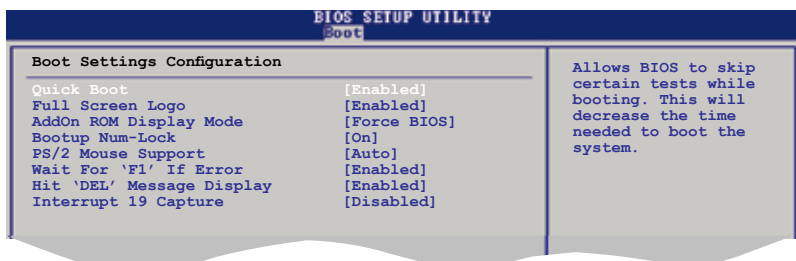 BIOS SETUP UTILITY
Boot
Boot Settings Configuration
Quick Boot [Enabled]
Full Screen Logo [Enabled]
AddOn ROM Display Mode [Force BIOS]
Bootup Num-Lock [On]
PS/2 Mouse Support [Auto]
Wait For ‘F1’ If Error [Enabled]
Hit ‘DEL’ Message Display [Enabled]
Interrupt 19 Capture [Disabled]
Allows BIOS to skip
certain tests while
booting. This will
decrease the time
needed to boot the
system.